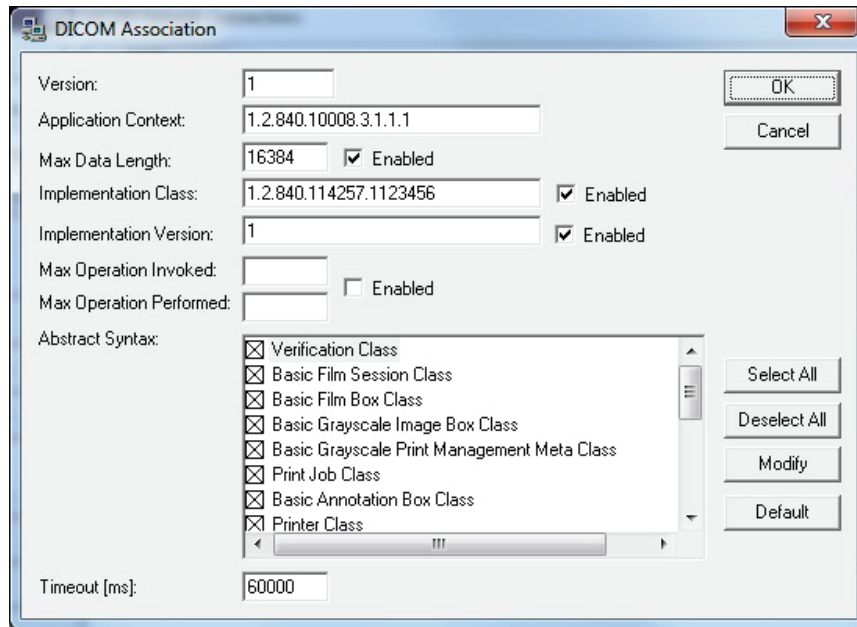 DICOM Association
Version: 1
OK
Application Context: 1.2.840.10008.3.1.1.1
Cancel
Max Data Length: 16384 Enabled
Implementation Class: 1.2.840.114257.1123456 Enabled
Implementation Version: 1 Enabled
Max Operation Invoked:
Enabled
Max Operation Performed:
Abstract Syntax:
Verification Class
Basic Film Session Class
Basic Film Box Class
Basic Grayscale Image Box Class
Basic Grayscale Print Management Meta Class
Print Job Class
Basic Annotation Box Class
Printer Class
Select All
Deselect All
Modify
Default
Timeout [ms]: 60000